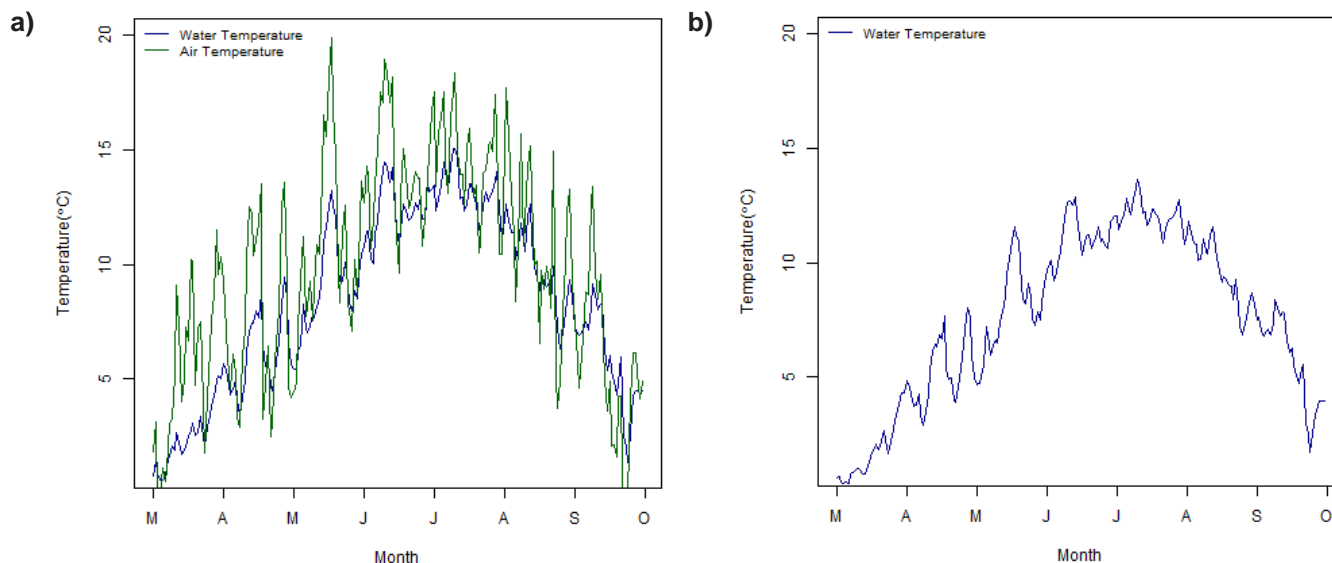 a)
Water Temperature
Air Temperature
Temperature(°C)
20
15
10
5
M A M J J A S O
Month
b)
Water Temperature
Temperature(°C)
20
15
10
5
M A M J J A S O
Month